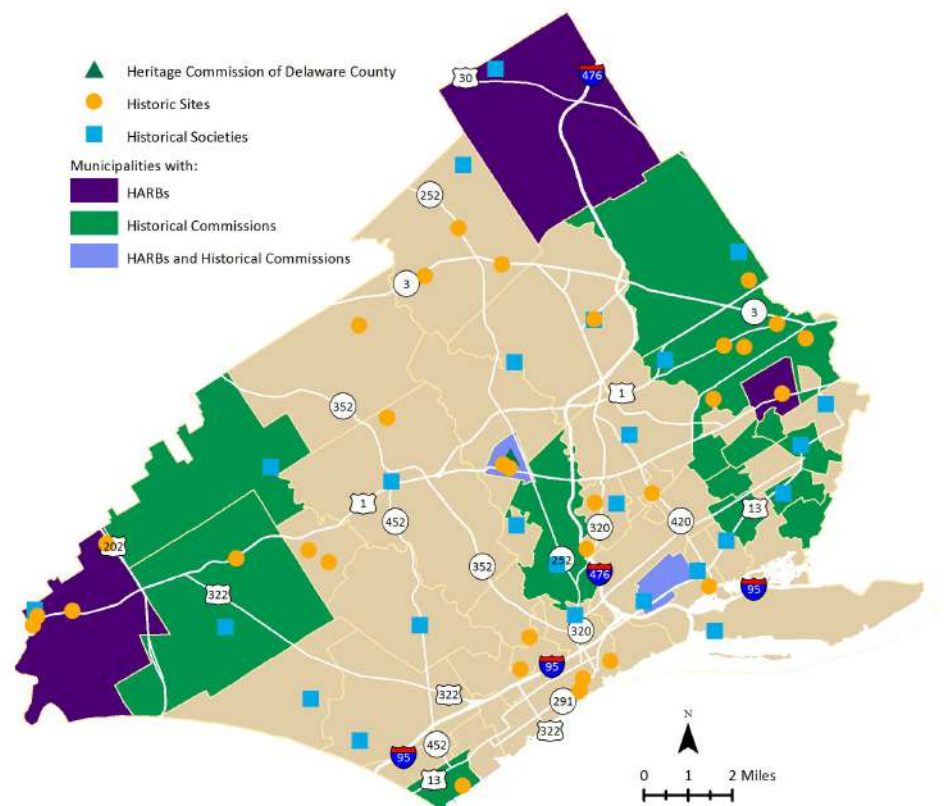 Heritage Commission of Delaware County
Historic Sites
Historical Societies
Municipalities with:
HARBs
Historical Commissions
HARBs and Historical Commissions
30
476
252
3
3
1
352
1
452
202
322
352
252
320
476
420
13
95
320
95
322
291
322
452
95
13
N
0 1 2 Miles